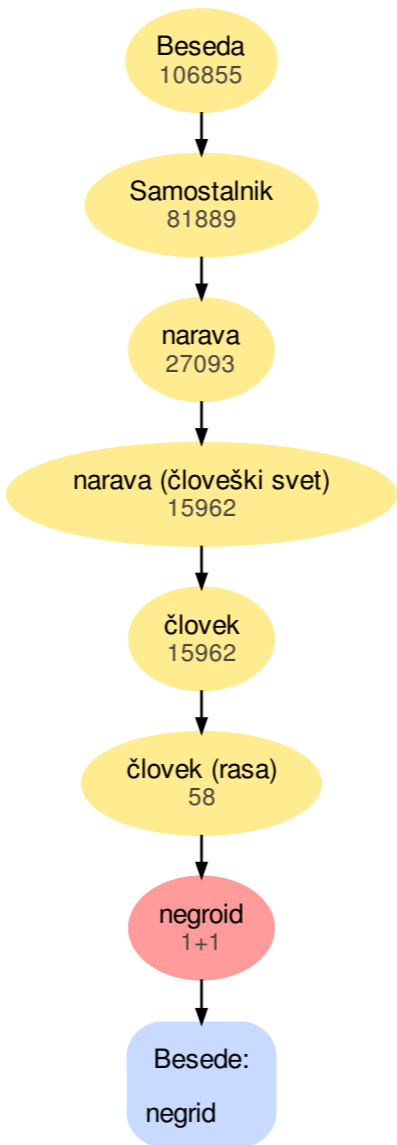 Beseda
106855
Samostalnik
81889
narava
27093
narava (človeški svet)
15962
človek
15962
človek (rasa)
58
negroid
1+1
Besede:
negrid